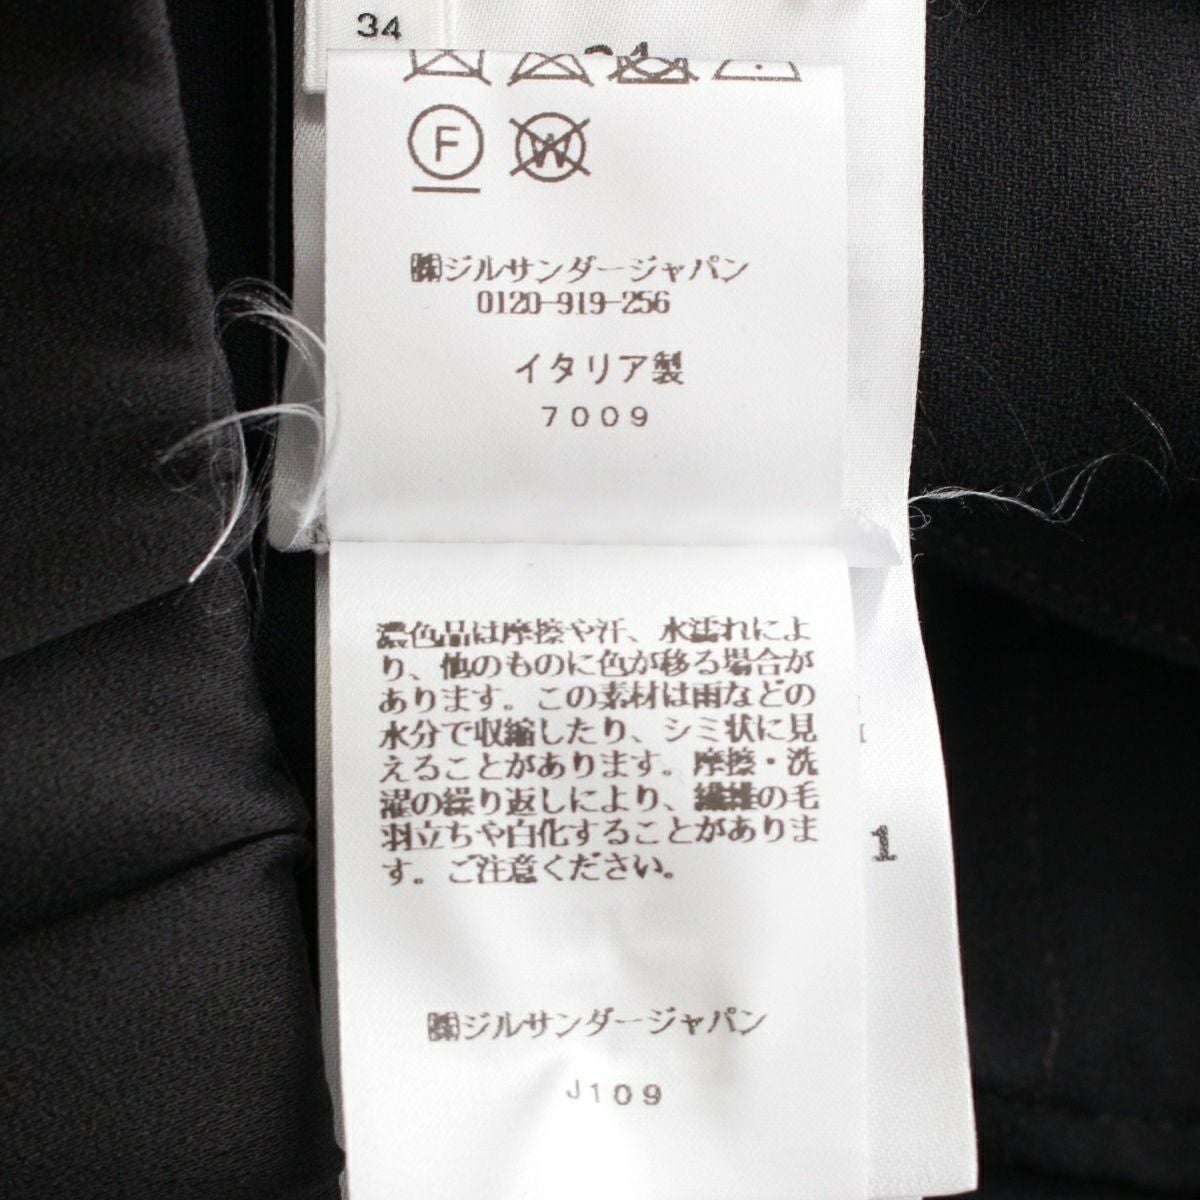 34
F
W
㈱ジルサンダージャパン
0120-919-256
イタリア製
7009
濃色品は摩擦や汗、水濡れによ
り、他のものに色が移る場合が
あります。この素材は雨などの
水分で収縮したり、シミ状に見
えることがあります。摩擦・洗
濯の繰り返しにより、繊維の毛
羽立ちや白化することがありま
す。ご注意ください。
1
㈱ジルサンダージャパン
J109